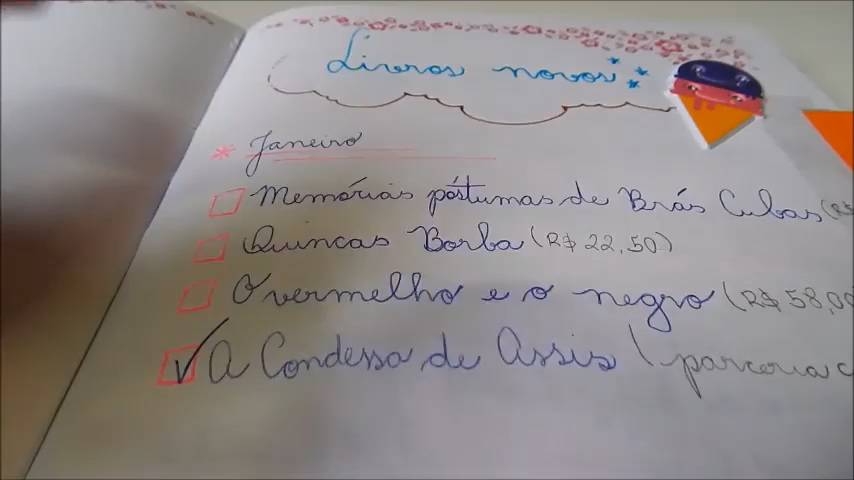 Livros novos
* Janeiro
Memórias póstumas de Brás Cubas (R$
Quincas Borba (R$ 22,50)
O vermelho e o negro (R$ 58,00
A Condessa de Assis (parceria c